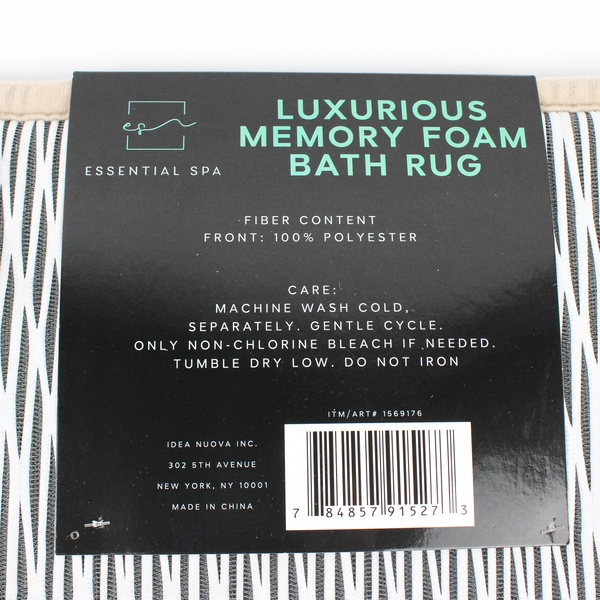 es
ESSENTIAL SPA
LUXURIOUS
MEMORY FOAM
BATH RUG
FIBER CONTENT
FRONT: 100% POLYESTER
CARE:
MACHINE WASH COLD,
SEPARATELY. GENTLE CYCLE.
ONLY NON-CHLORINE BLEACH IF NEEDED.
TUMBLE DRY LOW. DO NOT IRON
ITM/ART# 1569176
IDEA NUOVA INC.
302 5TH AVENUE
NEW YORK, NY 10001
MADE IN CHINA
7 84857 91527 3